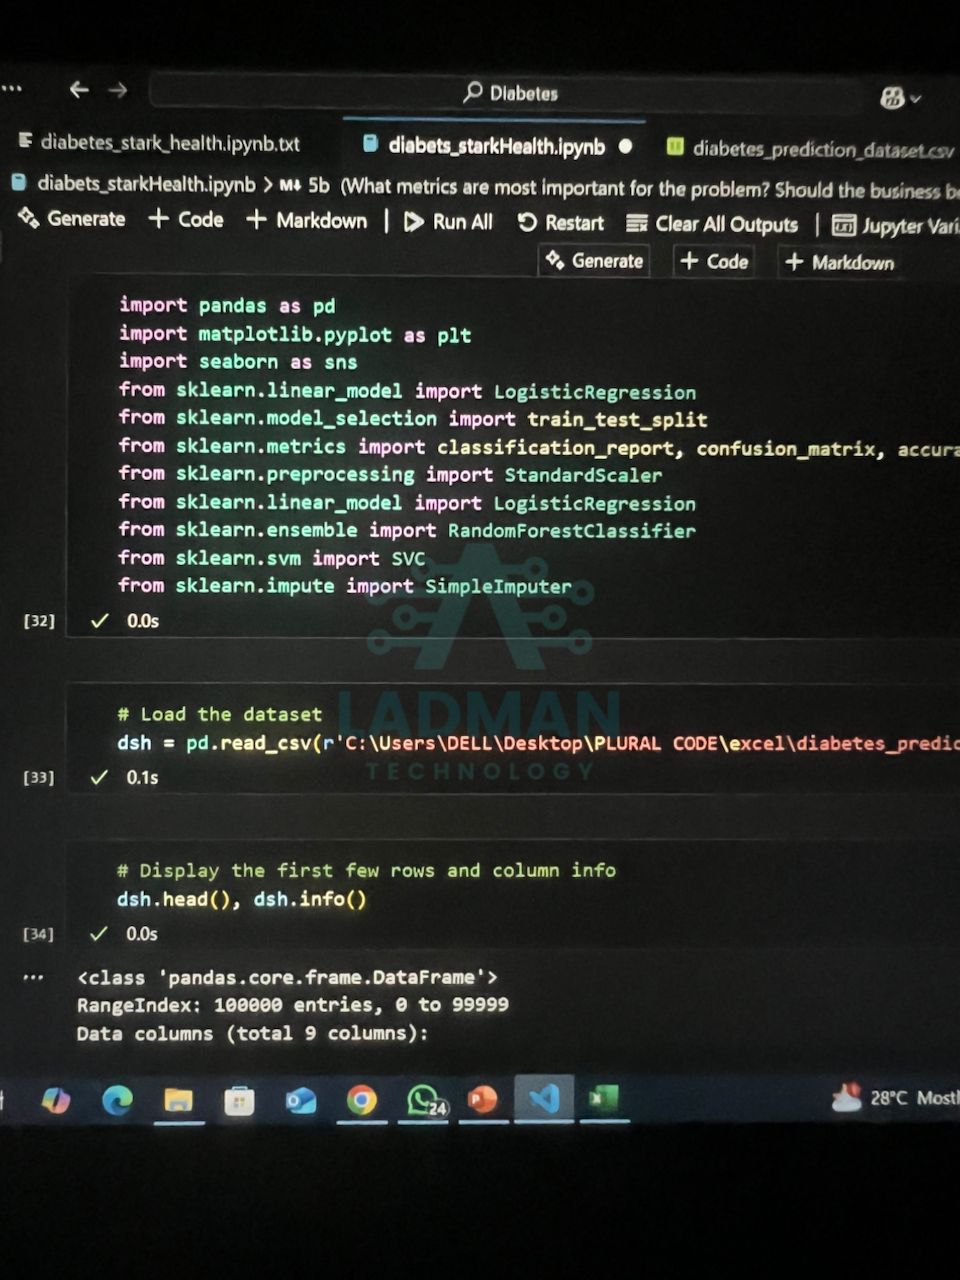 Diabetes
diabetes_stark_health.ipynb.txt
diabets_starkHealth.ipynb
diabetes_prediction_dataset.csv
diabets_starkHealth.ipynb > M↓ 5b (What metrics are most important for the problem? Should the business be
Generate + Code + Markdown | Run All Restart Clear All Outputs | Jupyter Vari
Generate + Code + Markdown
import pandas as pd
import matplotlib.pyplot as plt
import seaborn as sns
from sklearn.linear_model import LogisticRegression
from sklearn.model_selection import train_test_split
from sklearn.metrics import classification_report, confusion_matrix, accura
from sklearn.preprocessing import StandardScaler
from sklearn.linear_model import LogisticRegression
from sklearn.ensemble import RandomForestClassifier
from sklearn.svm import SVC
from sklearn.impute import SimpleImputer
[32] ✓ 0.0s
# Load the dataset
LADMAN
dsh = pd.read_csv(r'C:\Users\DELL\Desktop\PLURAL CODE\excel\diabetes_predic
TECHNOLOGY
[33] ✓ 0.1s
# Display the first few rows and column info
dsh.head(), dsh.info()
[34] ✓ 0.0s
... <class 'pandas.core.frame.DataFrame'>
RangeIndex: 100000 entries, 0 to 99999
Data columns (total 9 columns):
24
28°C Mostl